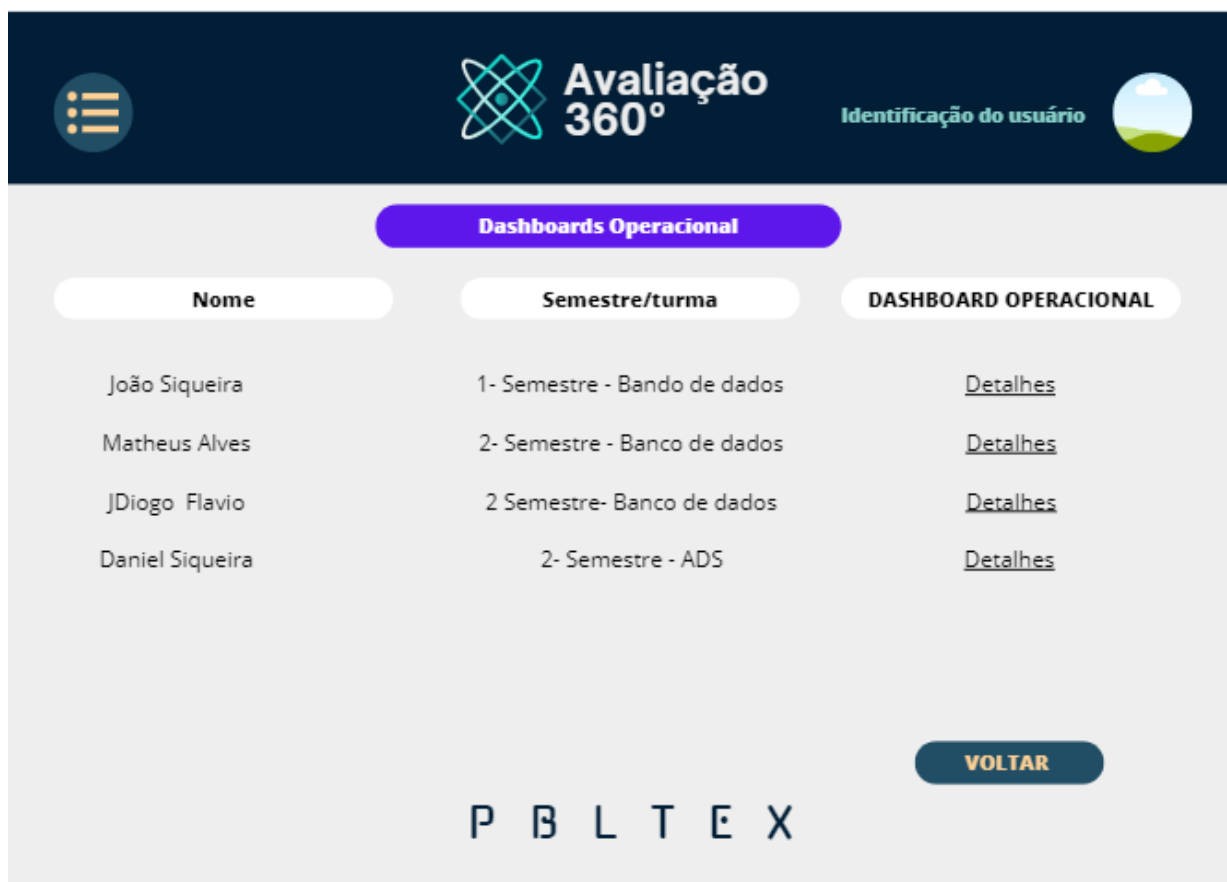 Avaliação
360°
Identificação do usuário
Dashboards Operacional
Nome Semestre/turma DASHBOARD OPERACIONAL
João Siqueira 1- Semestre - Bando de dados Detalhes
Matheus Alves 2- Semestre - Banco de dados Detalhes
JDiogo  Flavio 2 Semestre- Banco de dados Detalhes
Daniel Siqueira 2- Semestre - ADS Detalhes
VOLTAR
P B L T E X